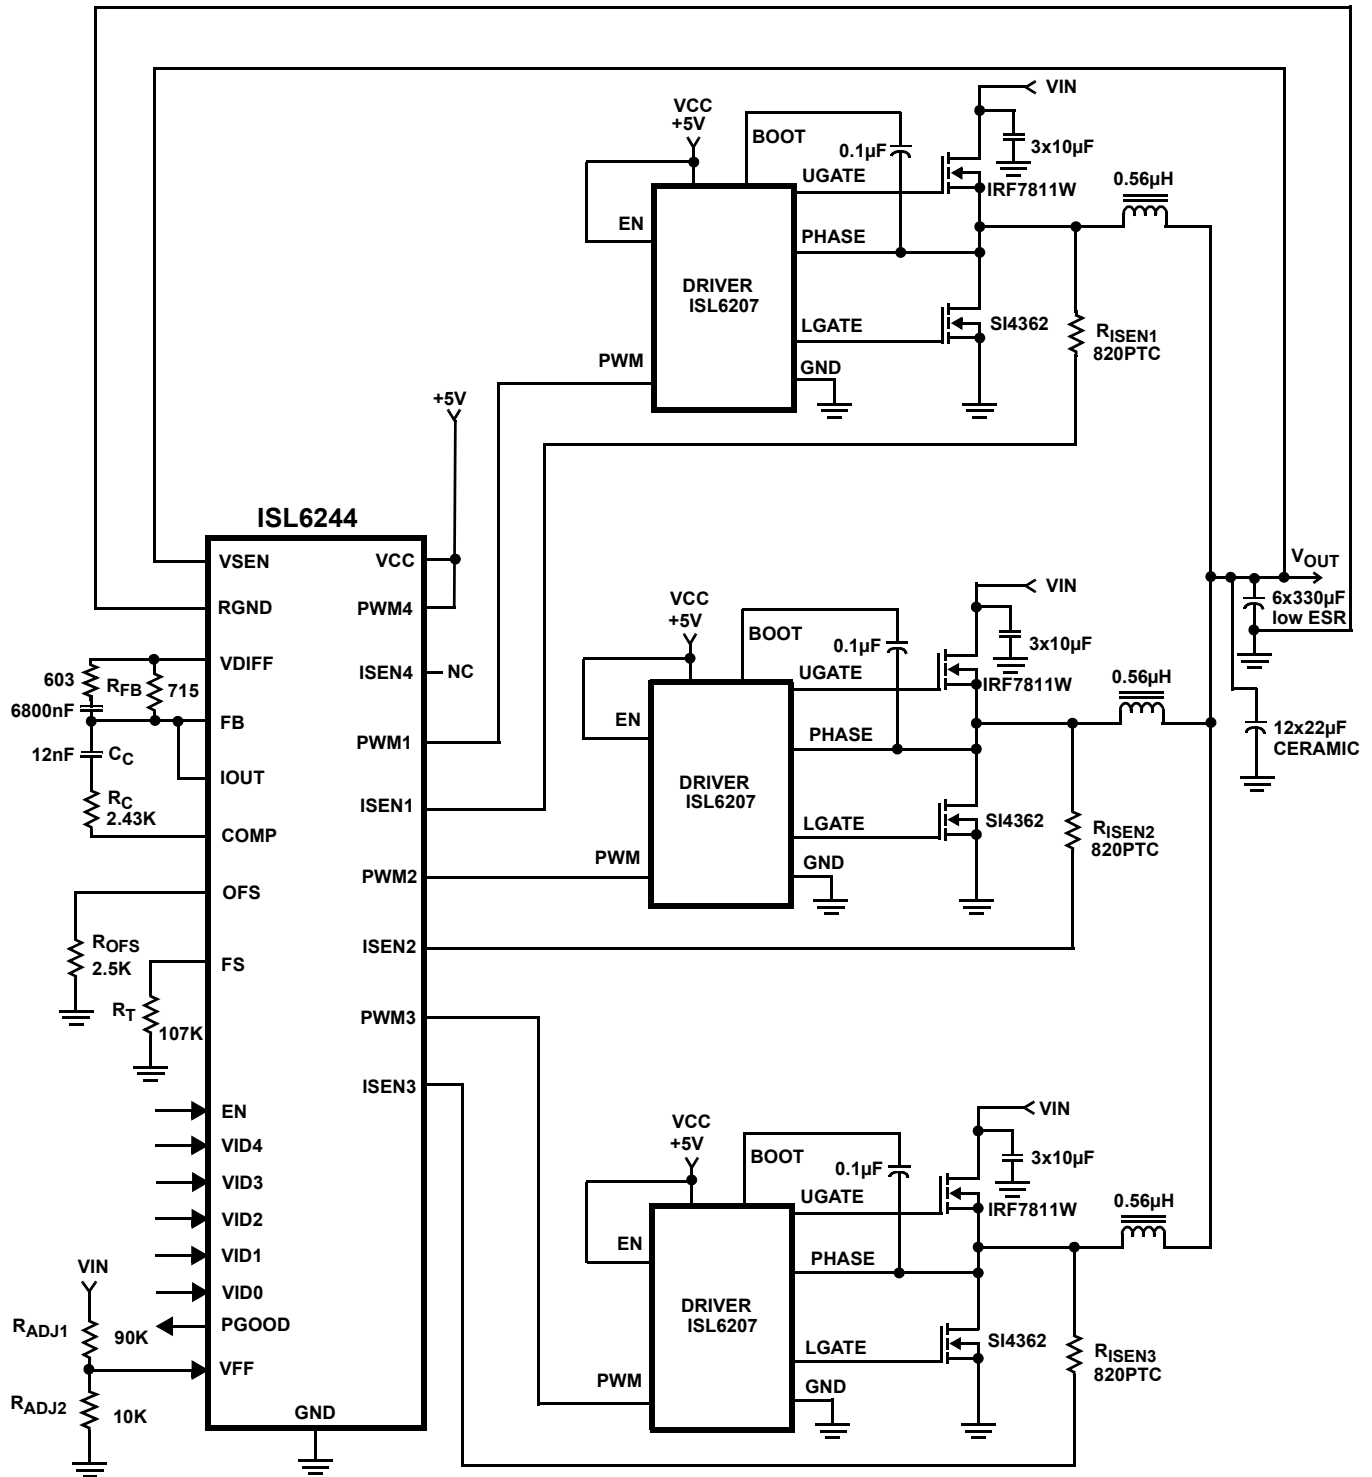 VIN
VCC
+5V
BOOT
0.1µF
3x10µF
UGATE
IRF7811W
0.56µH
EN
PHASE
DRIVER
ISL6207
LGATE
SI4362
RISEN1
820PTC
PWM
GND
+5V
ISL6244
VSEN
VCC
RGND
PWM4
VDIFF
ISEN4
NC
603
RFB
715
6800nF
FB
PWM1
12nF
CC
IOUT
ISEN1
RC
2.43K
COMP
PWM2
OFS
ROFS
2.5K
ISEN2
FS
RT
107K
PWM3
ISEN3
EN
VID4
VID3
VID2
VID1
VID0
VIN
PGOOD
RADJ1
90K
VFF
RADJ2
10K
GND
VIN
VCC
+5V
BOOT
0.1µF
3x10µF
UGATE
IRF7811W
0.56µH
EN
PHASE
DRIVER
ISL6207
LGATE
SI4362
RISEN2
820PTC
PWM
GND
VOUT
6x330µF
low ESR
12x22µF
CERAMIC
VIN
VCC
+5V
BOOT
0.1µF
3x10µF
UGATE
IRF7811W
0.56µH
EN
PHASE
DRIVER
ISL6207
LGATE
SI4362
RISEN3
820PTC
PWM
GND